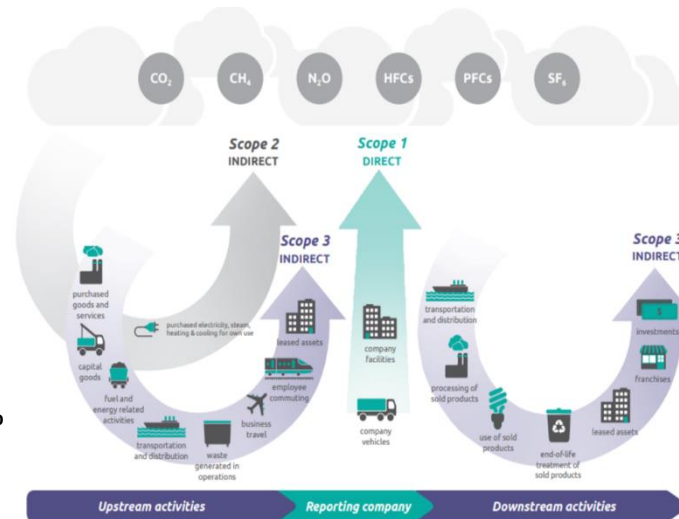 CO₂
CH₄
N₂O
HFCs
PFCs
SF₆
Scope 2
INDIRECT
Scope 1
DIRECT
Scope 3
INDIRECT
Scope 3
INDIRECT
purchased
goods and
services
capital
goods
fuel and
energy related
activities
transportation
and distribution
waste
generated in
operations
business
travel
employee
commuting
leased assets
purchased electricity, steam,
heating & cooling for own use
company
facilities
company
vehicles
transportation
and distribution
processing of
sold products
use of sold
products
end-of-life
treatment of
sold products
leased assets
franchises
investments
Upstream activities
Reporting company
Downstream activities